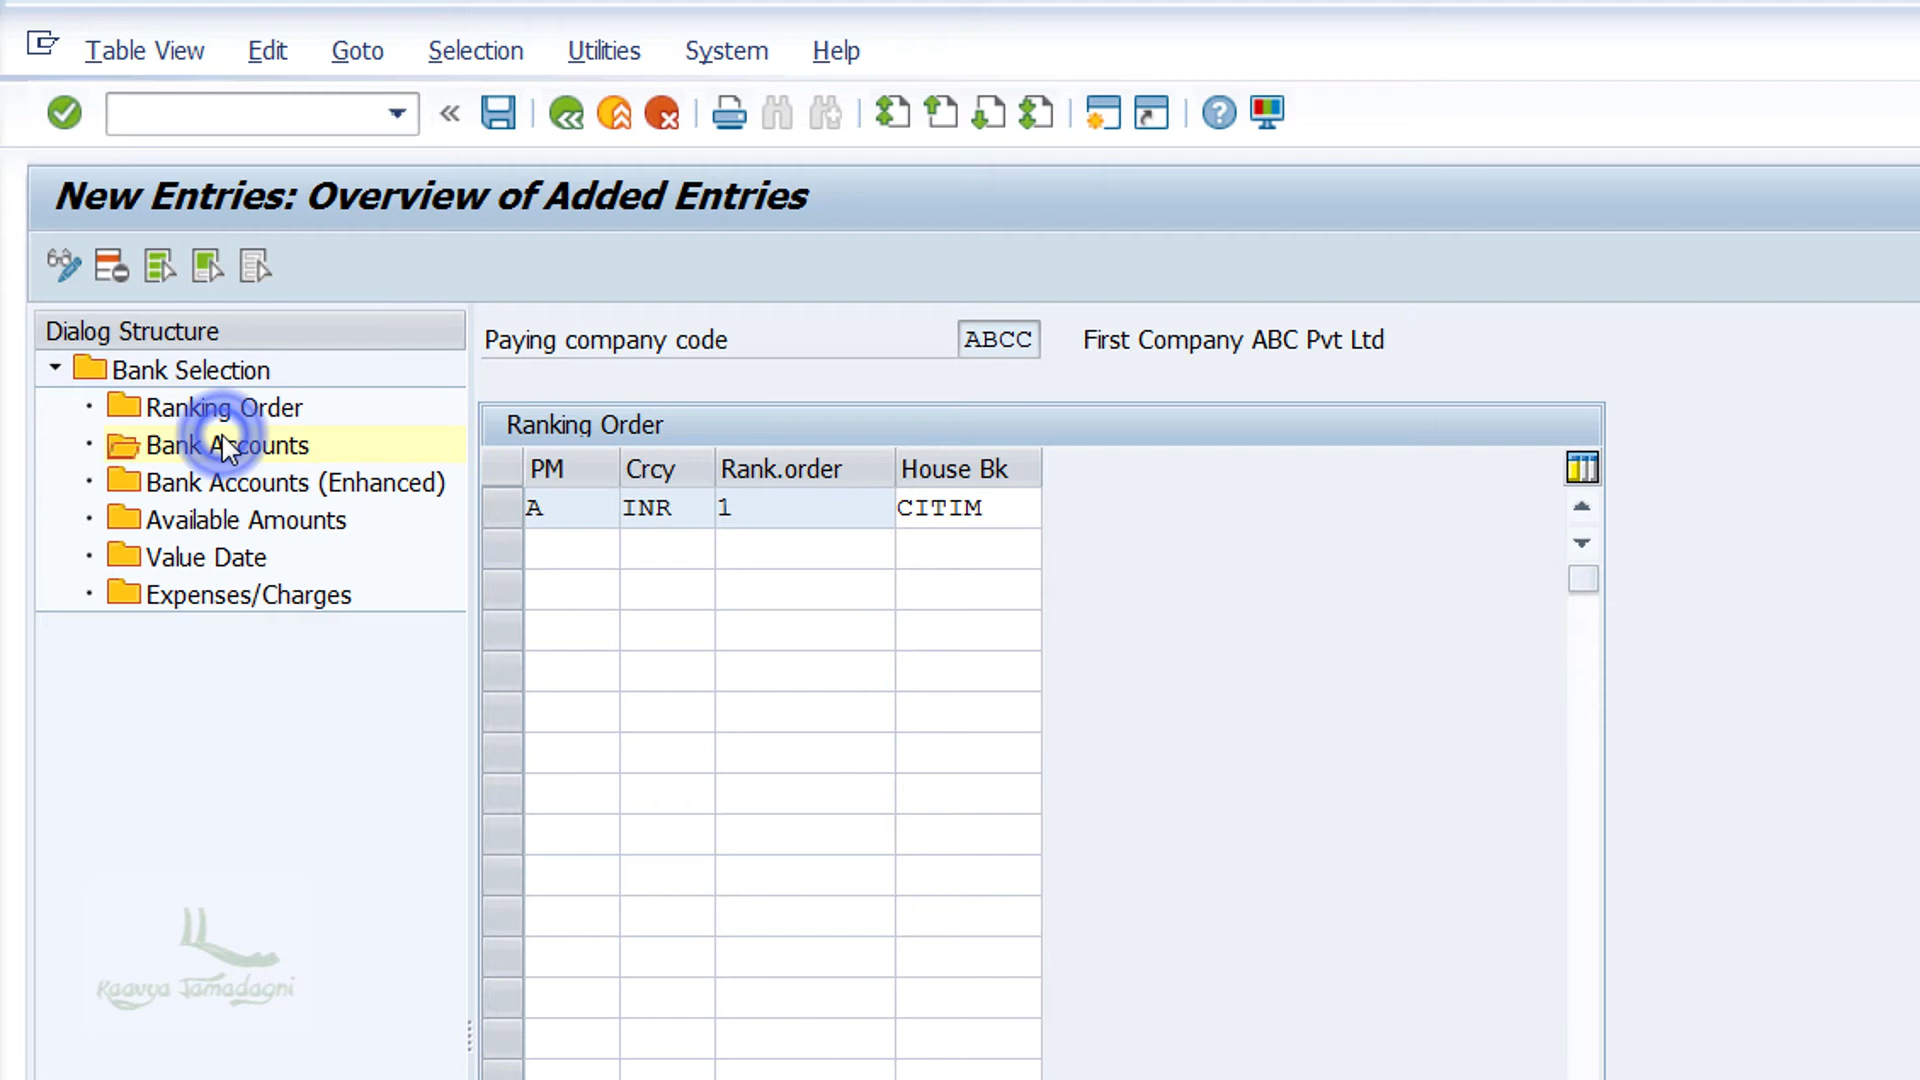 Table View Edit Goto Selection Utilities System Help
New Entries: Overview of Added Entries
Dialog Structure
Bank Selection
Ranking Order
Bank Accounts
Bank Accounts (Enhanced)
Available Amounts
Value Date
Expenses/Charges
Paying company code ABCC First Company ABC Pvt Ltd
Ranking Order
PM Crcy Rank.order House Bk
A INR 1 CITIM
Kaavya Jamadagni